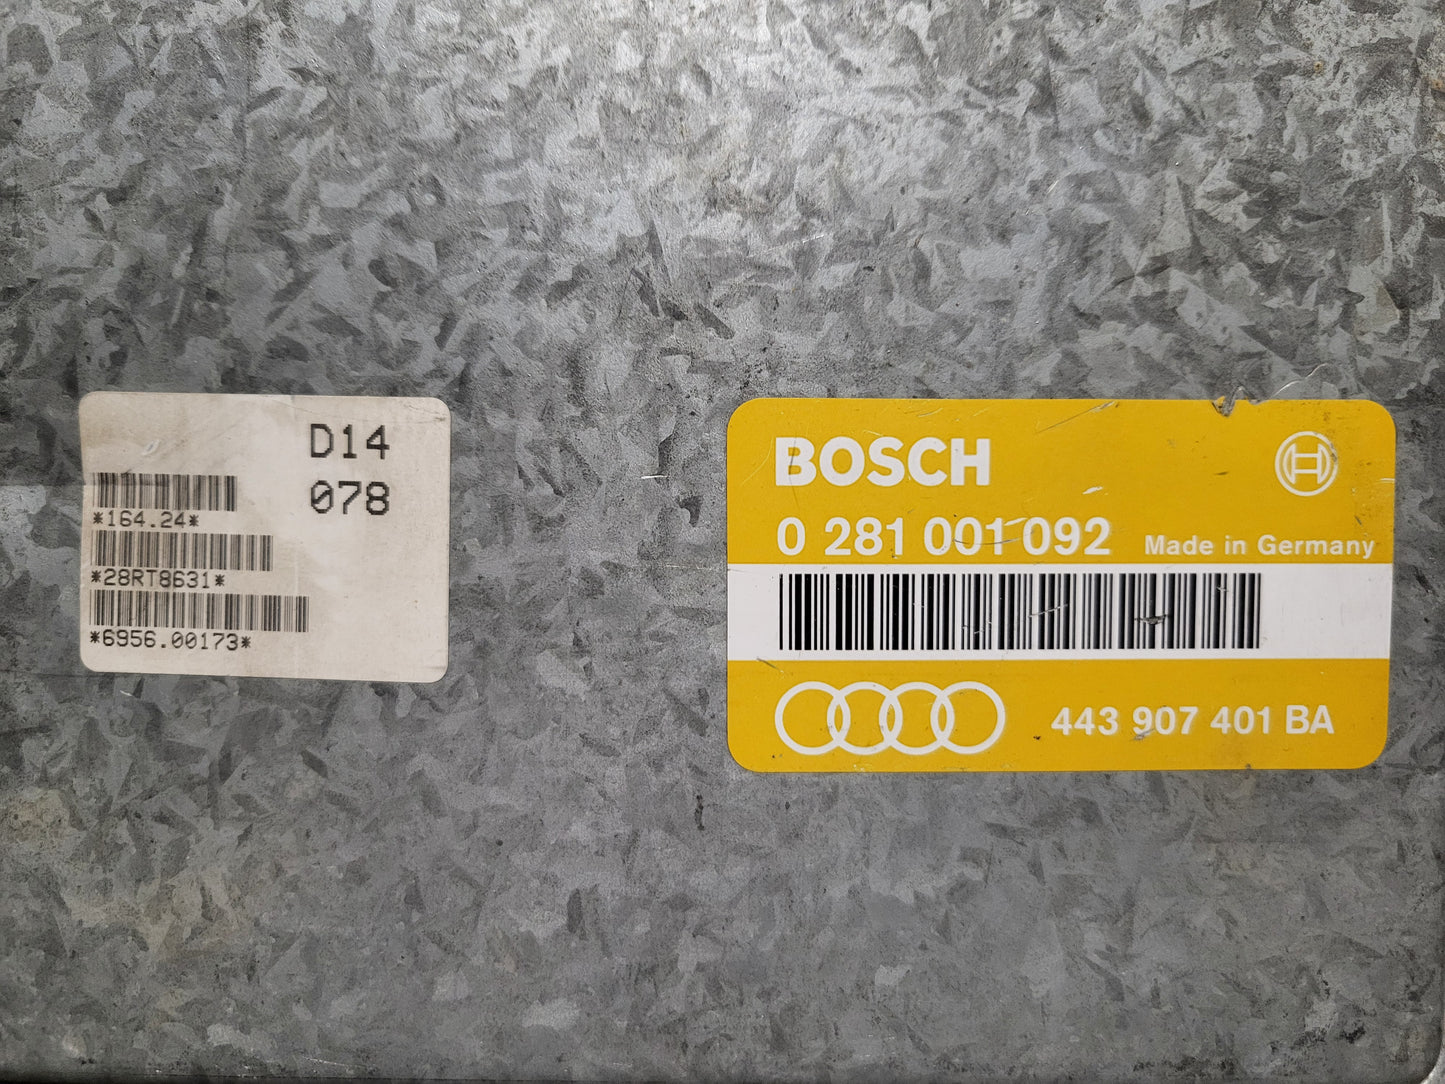 D14
078
*164.24*
*28RT8631*
*6956.00173*
BOSCH
0 281 001 092 Made in Germany
443 907 401 BA